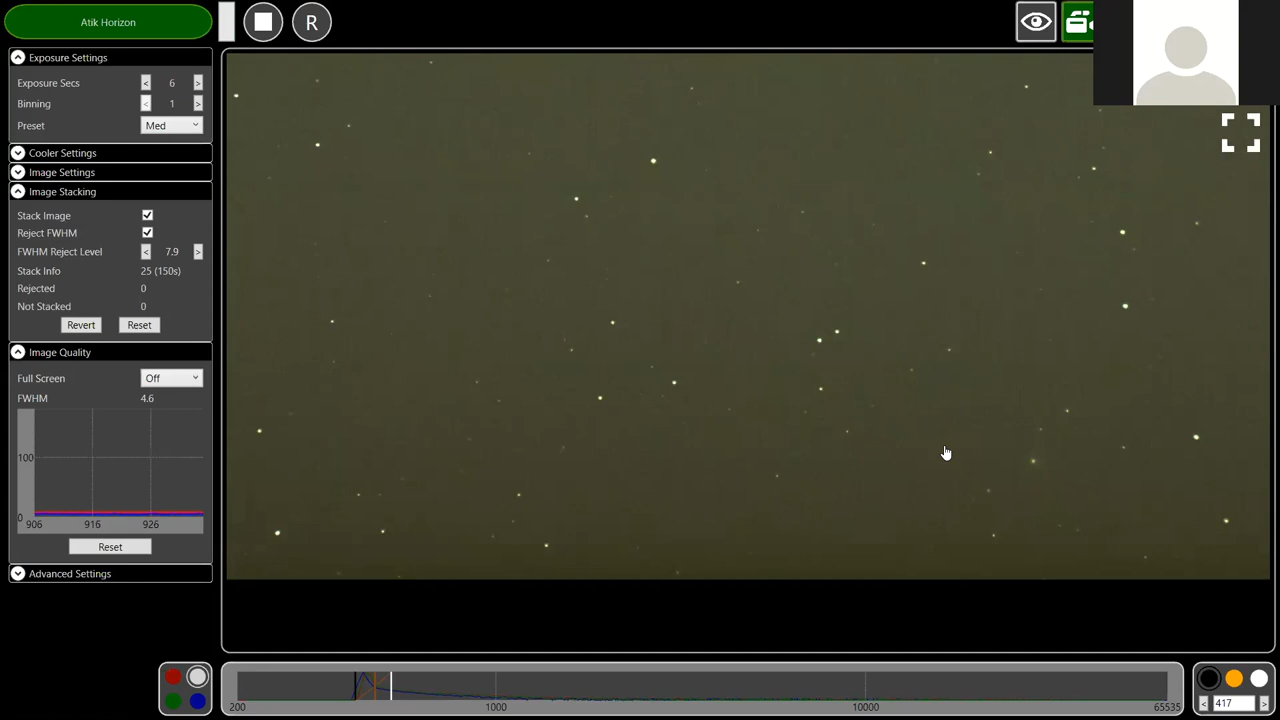 Atik Horizon
R
Exposure Settings
Exposure Secs < 6 >
Binning < 1 >
Preset Med
Cooler Settings
Image Settings
Image Stacking
Stack Image
Reject FWHM
FWHM Reject Level < 7.9 >
Stack Info 25 (150s)
Rejected 0
Not Stacked 0
Revert Reset
Image Quality
Full Screen Off
FWHM 4.6
100
0
906 916 926
Reset
Advanced Settings
200 1000 10000 65535
< 417 >